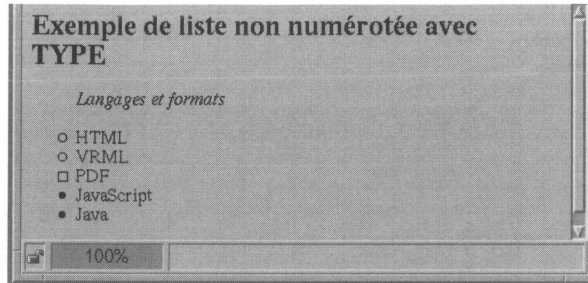 Exemple de liste non numérotée avec
TYPE
Langages et formats
HTML
VRML
PDF
JavaScript
Java
100%